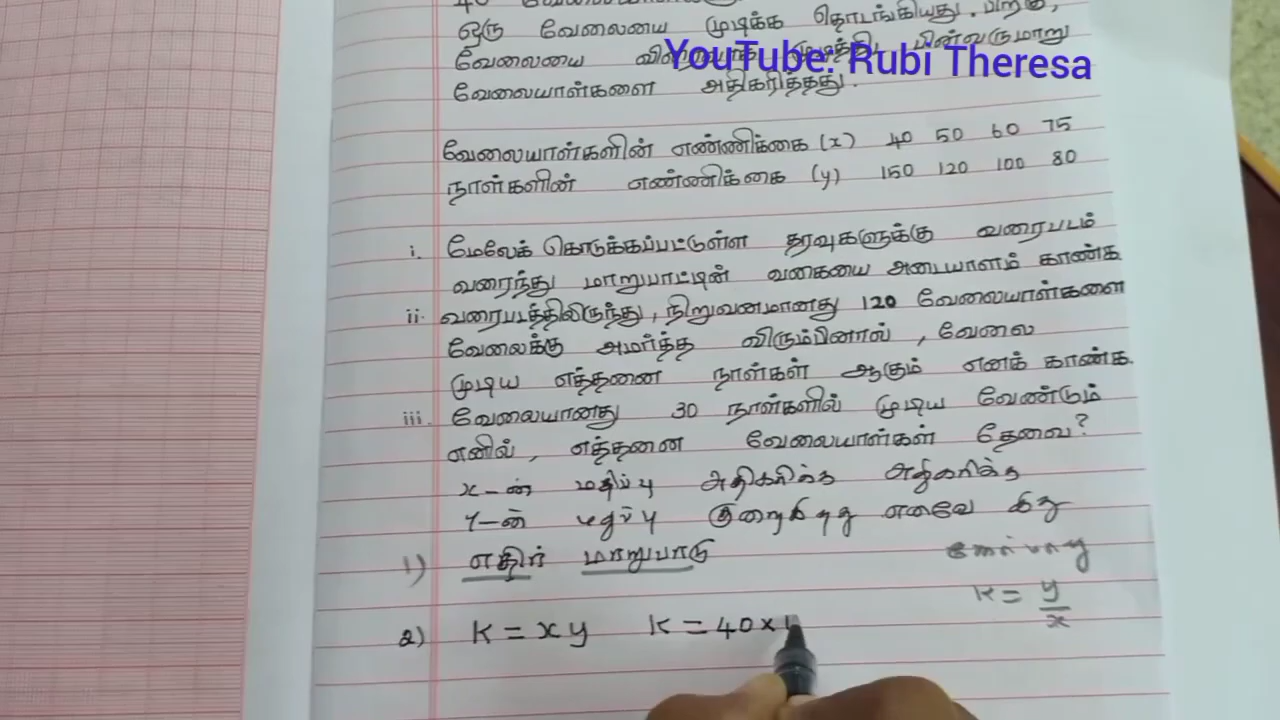 ஒரு வேலையை முடிக்க தொடங்கியது. பிறகு,
வேலையை முடித்திட பின்வருமாறு
YouTube: Rubi Theresa
வேலையாள்களை அதிகரித்தது.
வேலையாள்களின் எண்ணிக்கை (x) 40 50 60 75
நாள்களின் எண்ணிக்கை (y) 150 120 100 80
i. மேலேக் கொடுக்கப்பட்டுள்ள தரவுகளுக்கு வரைபடம்
வரைந்து மாறுபாட்டின் வகையை அடையாளம் காண்க
ii. வரைபடத்திலிருந்து, நிறுவனமானது 120 வேலையாள்களை
வேலைக்கு அமர்த்த விரும்பினால், வேலை
முடிய எத்தனை நாள்கள் ஆகும் எனக் காண்க.
iii. வேலையானது 30 நாள்களில் முடிய வேண்டும்
எனில், எத்தனை வேலையாள்கள் தேவை?
x-ன் மதிப்பு அதிகரிக்க அதிகரிக்க
y-ன் மதிப்பு குறைகிறது எனவே இது
1) எதிர் மாறுபாடு
K = y/x
2) K = xy K = 40 x 1